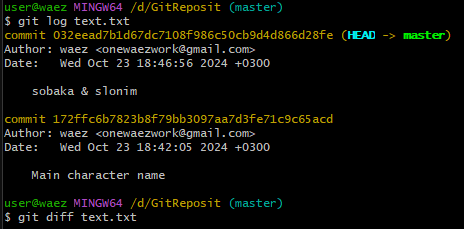 user@waez MINGW64 /d/GitReposit (master)
$ git log text.txt
commit 032eead7b1d67dc7108f986c50cb9d4d866d28fe (HEAD -> master)
Author: waez <onewaezwork@gmail.com>
Date:   Wed Oct 23 18:46:56 2024 +0300
sobaka & slonim
commit 172ffc6b7823b8f79bb3097aa7d3fe71c9c65acd
Author: waez <onewaezwork@gmail.com>
Date:   Wed Oct 23 18:42:05 2024 +0300
Main character name
user@waez MINGW64 /d/GitReposit (master)
$ git diff text.txt